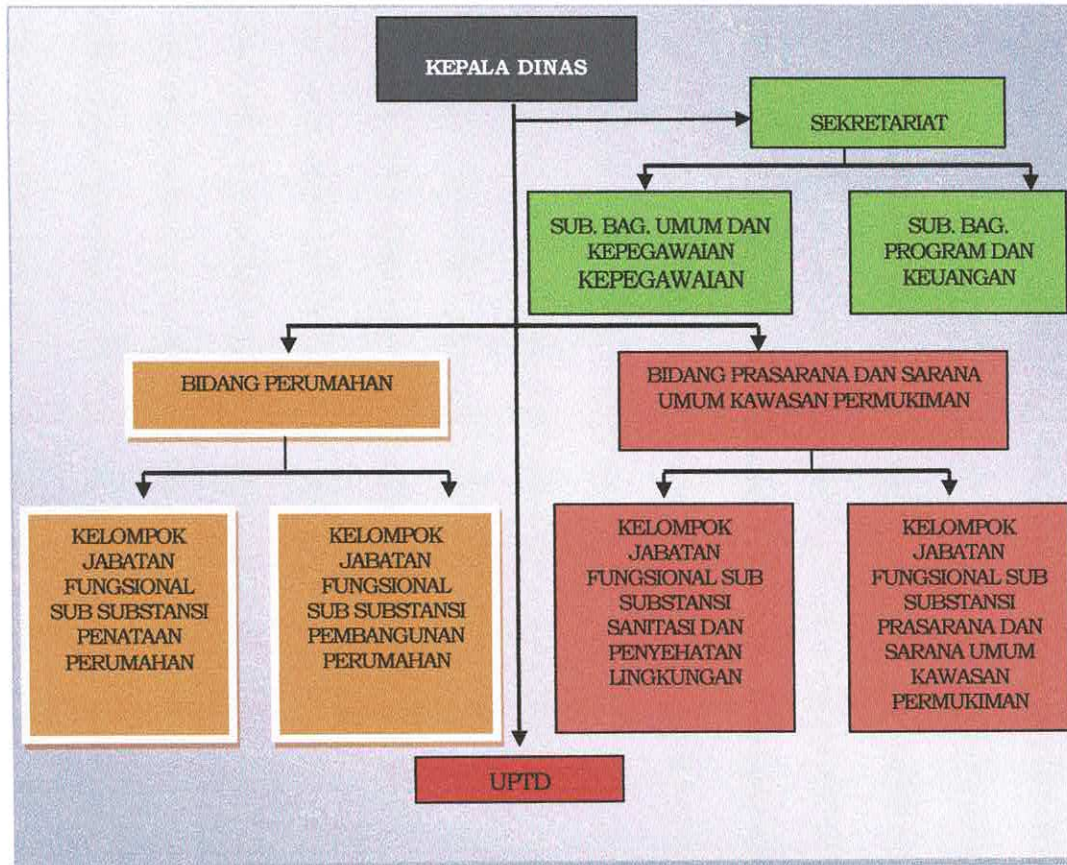 KEPALA DINAS
SEKRETARIAT
SUB. BAG. UMUM DAN
KEPEGAWAIAN
KEPEGAWAIAN
SUB. BAG.
PROGRAM DAN
KEUANGAN
BIDANG PERUMAHAN
BIDANG PRASARANA DAN SARANA
UMUM KAWASAN PERMUKIMAN
KELOMPOK
JABATAN
FUNGSIONAL
SUB SUBSTANSI
PENATAAN
PERUMAHAN
KELOMPOK
JABATAN
FUNGSIONAL
SUB SUBSTANSI
PEMBANGUNAN
PERUMAHAN
KELOMPOK
JABATAN
FUNGSIONAL SUB
SUBSTANSI
SANITASI DAN
PENYEHATAN
LINGKUNGAN
KELOMPOK
JABATAN
FUNGSIONAL SUB
SUBSTANSI
PRASARANA DAN
SARANA UMUM
KAWASAN
PERMUKIMAN
UPTD